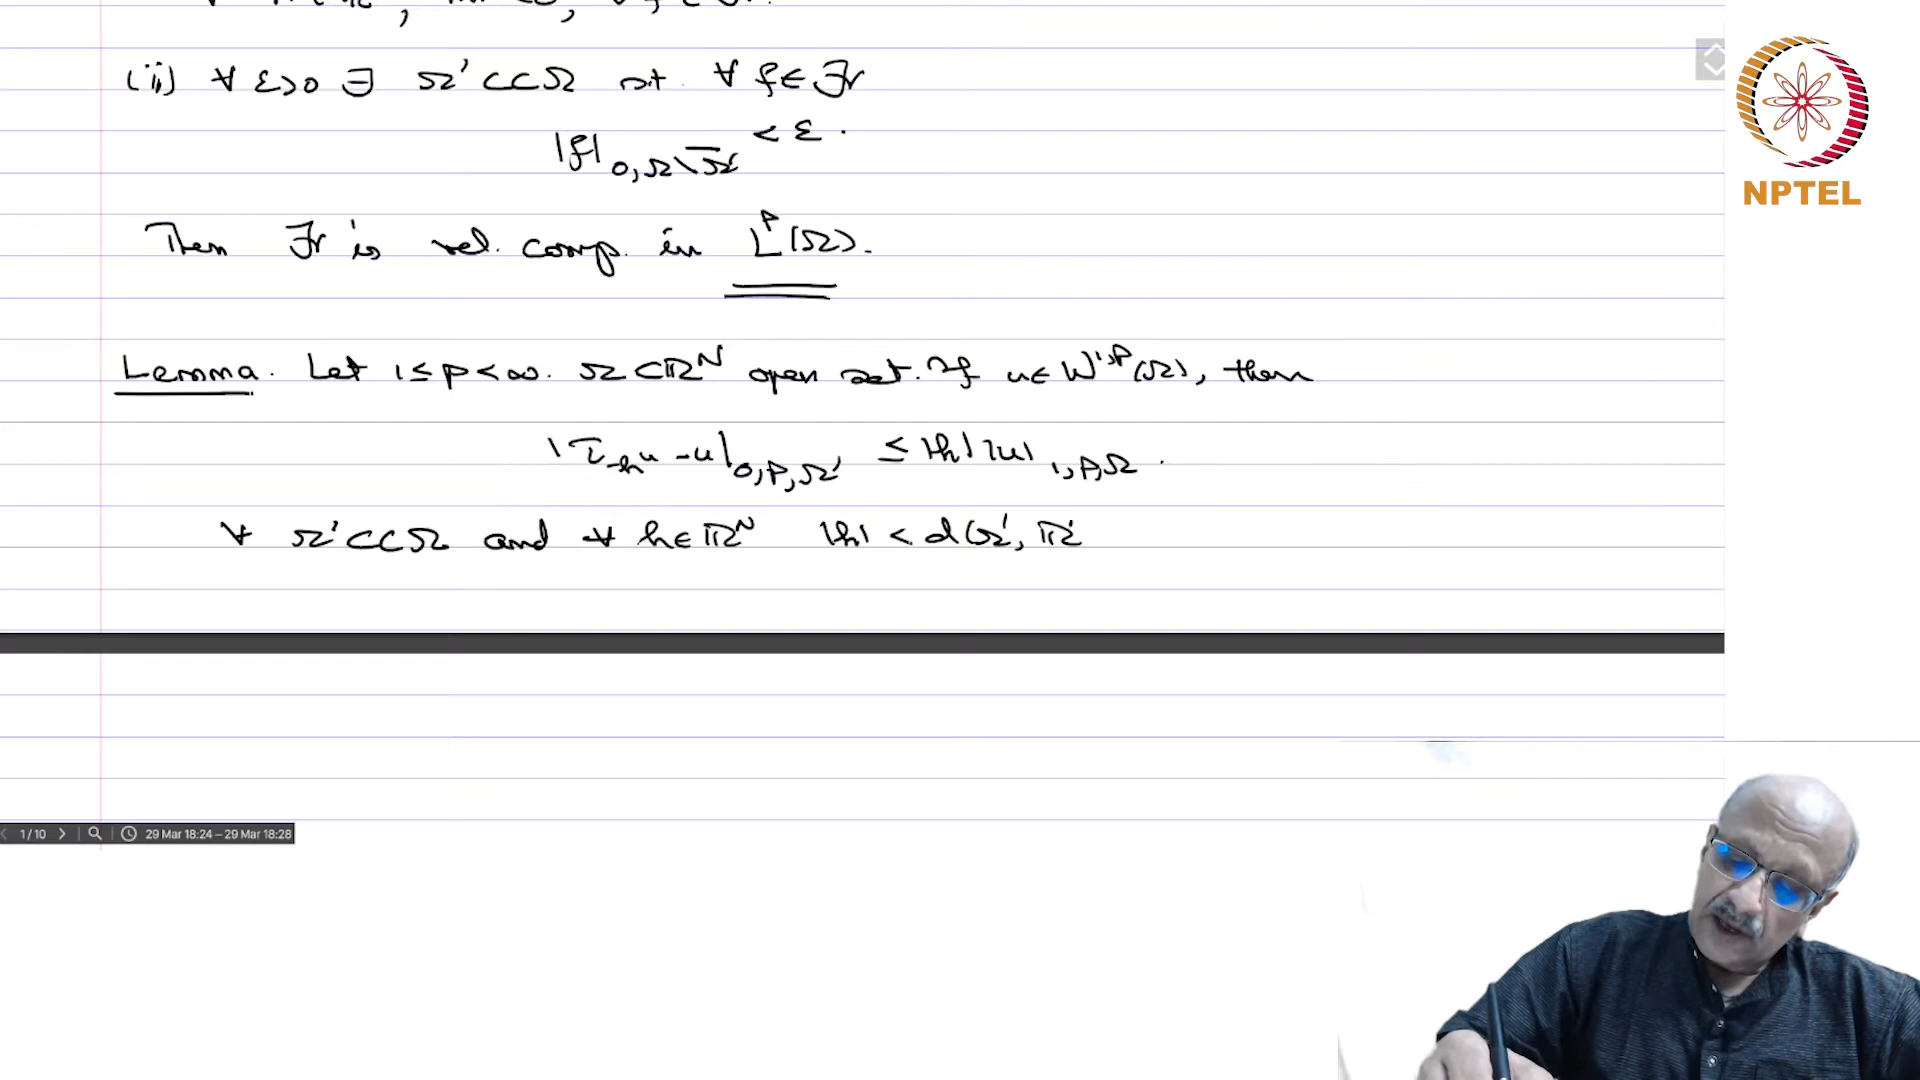 (ii) ∀ ε>0 ∃ Ω' ⊂⊂ Ω s.t. ∀ f ∈ ℱ
|f|₀,Ω\Ω̅' < ε.
Then ℱ is rel. comp. in Lᵖ(Ω).
Lemma. Let 1 ≤ p < ∞. Ω ⊂ ℝᴺ open set. If u ∈ W¹,ᵖ(Ω), then
|τ₋ₕu - u|₀,p,Ω' ≤ |h| |u|₁,p,Ω.
∀ Ω' ⊂⊂ Ω and ∀ h ∈ ℝᴺ |h| < d(Ω', ℝ
NPTEL
1/10
29 Mar 18:24 – 29 Mar 18:28